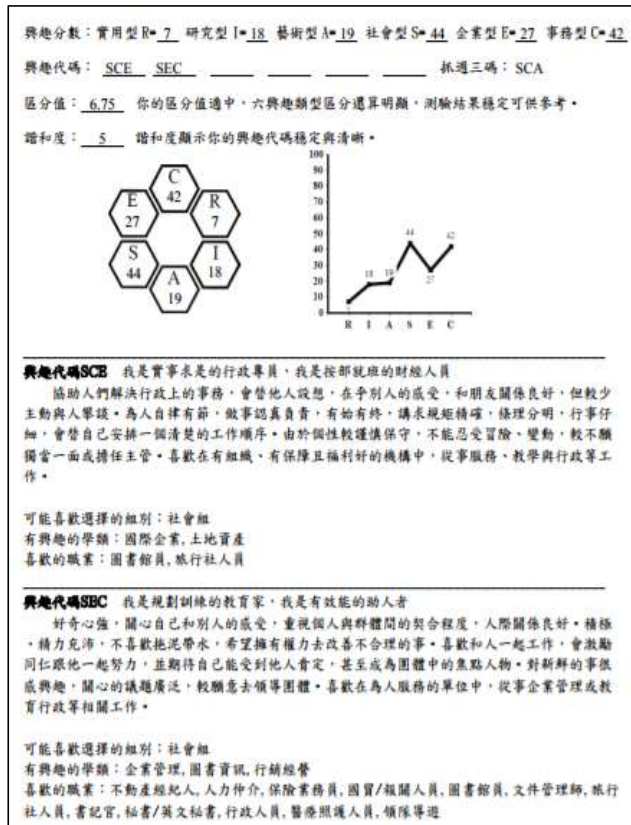 興趣分數：實用型 R= 7 研究型 I= 18 藝術型 A= 19 社會型 S= 44 企業型 E= 27 事務型 C= 42
興趣代碼： SCE SEC 抓週三碼：SCA
區分值： 6.75 你的區分值適中，六興趣類型區分還算明顯，測驗結果穩定可供參考。
諧和度： 5 諧和度顯示你的興趣代碼穩定與清晰。
C
42
E
27
R
7
S
44
I
18
A
19
100
90
80
70
60
50
40
30
20
10
0
18
19
44
27
42
R I A S E C
興趣代碼SCE 我是實事求是的行政專員，我是按部就班的財經人員
協助人們解決行政上的事務，會替他人設想，在乎別人的感受，和朋友關係良好，但較少
主動與人攀談。為人自律有節，做事認真負責，有始有終，講求規矩精確，條理分明，行事仔
細，會替自己安排一個清楚的工作順序。由於個性較謹慎保守，不能忍受冒險、變動，較不願
獨當一面或擔任主管。喜歡在有組織、有保障且福利好的機構中，從事服務、教學與行政等工
作。
可能喜歡選擇的組別：社會組
有興趣的學類：國際企業,土地資產
喜歡的職業：圖書館員,旅行社人員
興趣代碼SEC 我是規劃訓練的教育家，我是有效能的助人者
好奇心強，關心自己和別人的感受，重視個人與群體間的契合程度，人際關係良好。積極
、精力充沛，不喜歡拖泥帶水，希望擁有權力去改善不合理的事。喜歡和人一起工作，會激勵
同仁跟他一起努力，並期待自己能受到他人肯定，甚至成為團體中的焦點人物。對新鮮的事很
感興趣，關心的議題廣泛，較願意去領導團體。喜歡在為人服務的單位中，從事企業管理或教
育行政等相關工作。
可能喜歡選擇的組別：社會組
有興趣的學類：企業管理,圖書資訊,行銷經營
喜歡的職業：不動產經紀人,人力仲介,保險業務員,國貿/報關人員,圖書館員,文件管理師,旅行
社人員,書記官,秘書/英文秘書,行政人員,醫療照護人員,領隊導遊